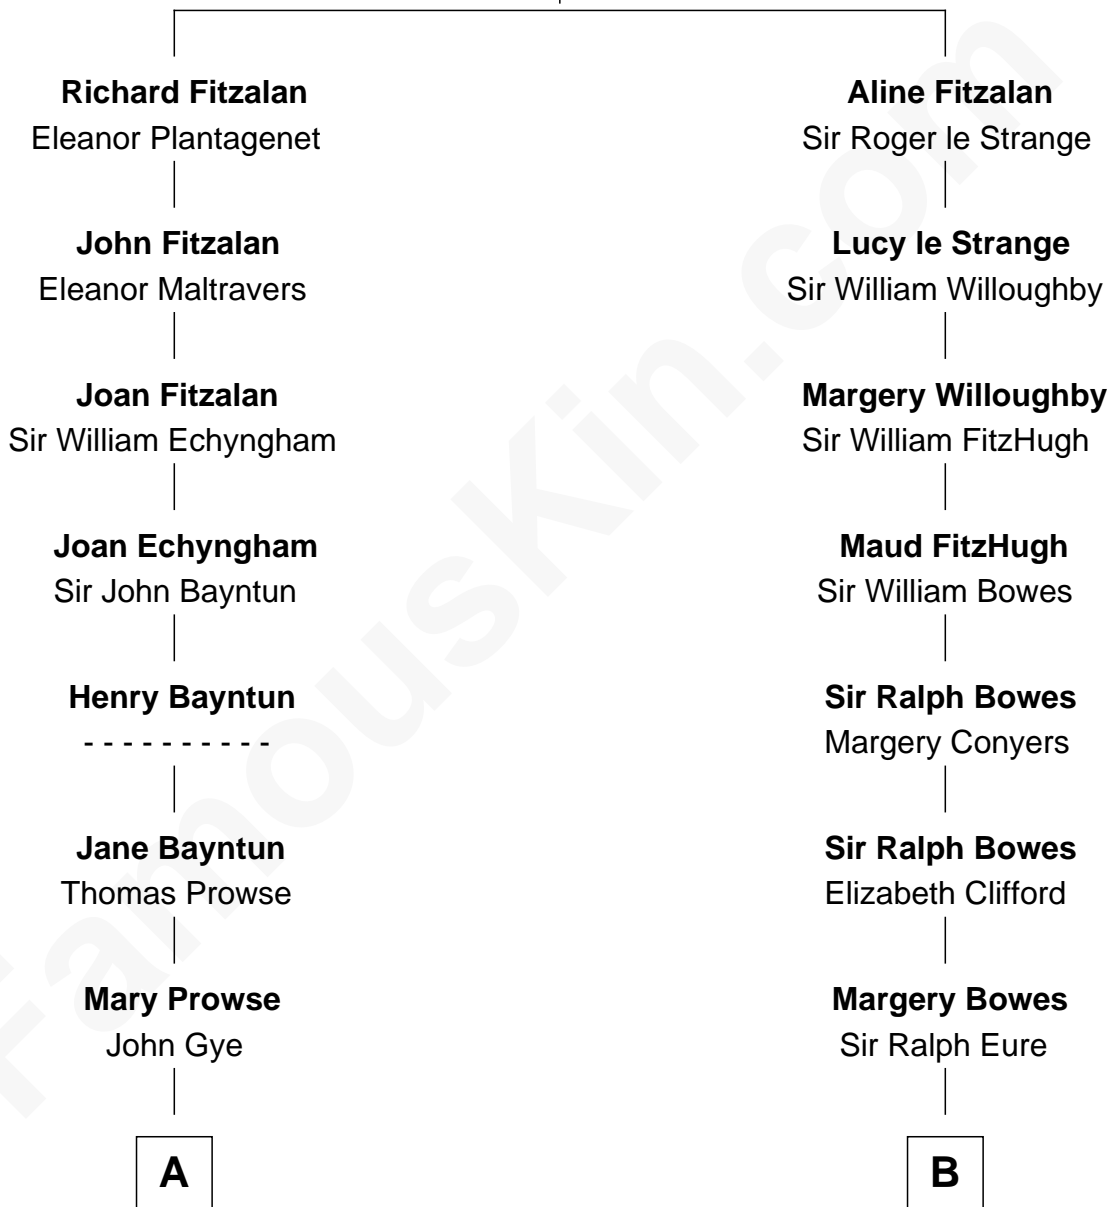 Richard Fitzalan
Eleanor Plantagenet
John Fitzalan
Eleanor Maltravers
Joan Fitzalan
Sir William Echyngham
Joan Echyngham
Sir John Bayntun
Henry Bayntun
- - - - - - - - - -
Jane Bayntun
Thomas Prowse
Mary Prowse
John Gye
A
Aline Fitzalan
Sir Roger le Strange
Lucy le Strange
Sir William Willoughby
Margery Willoughby
Sir William FitzHugh
Maud FitzHugh
Sir William Bowes
Sir Ralph Bowes
Margery Conyers
Sir Ralph Bowes
Elizabeth Clifford
Margery Bowes
Sir Ralph Eure
B
FamousKin.com